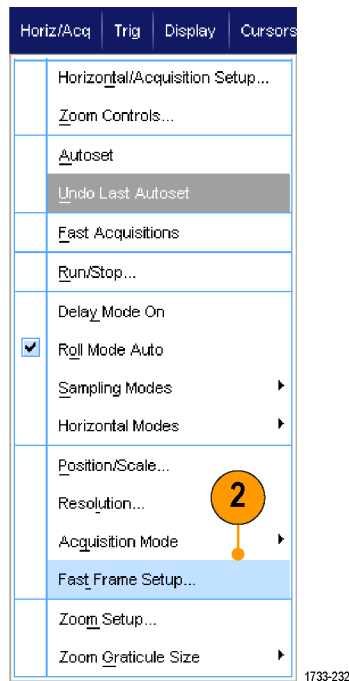 Horiz/Acq Trig Display Cursors
Horizontal/Acquisition Setup...
Zoom Controls...
Autoset
Undo Last Autoset
Fast Acquisitions
Run/Stop...
Delay Mode On
Roll Mode Auto
Sampling Modes
Horizontal Modes
Position/Scale...
Resolution...
2
Acquisition Mode
Fast Frame Setup...
Zoom Setup...
Zoom Graticule Size
1733-232